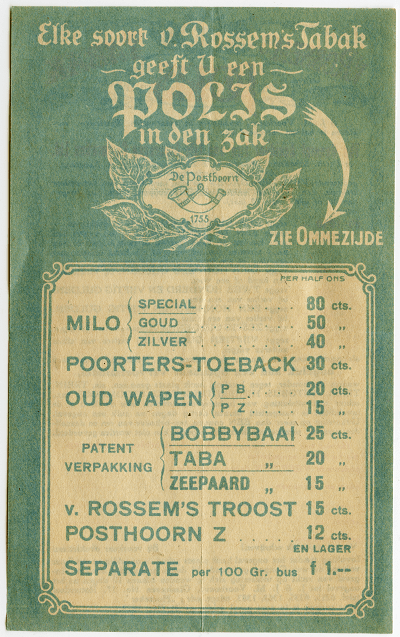 Elke soort v. Rossem's Tabak
geeft U een
POLIS
in den zak
De Posthoorn
1755
ZIE OMMEZIJDE
PER HALF ONS
MILO SPECIAL . . . . . . . 80 cts.
GOUD . . . . . . . 50 „
ZILVER . . . . . . . 40 „
POORTERS-TOEBACK 30 cts.
OUD WAPEN P B . . . . . 20 cts.
P Z . . . . . 15 „
PATENT VERPAKKING BOBBYBAAI 25 cts.
TABA „ 20 „
ZEEPAARD „ 15 „
v. ROSSEM'S TROOST 15 cts.
POSTHOORN Z . . . . . 12 cts.
EN LAGER
SEPARATE per 100 Gr. bus f 1.--